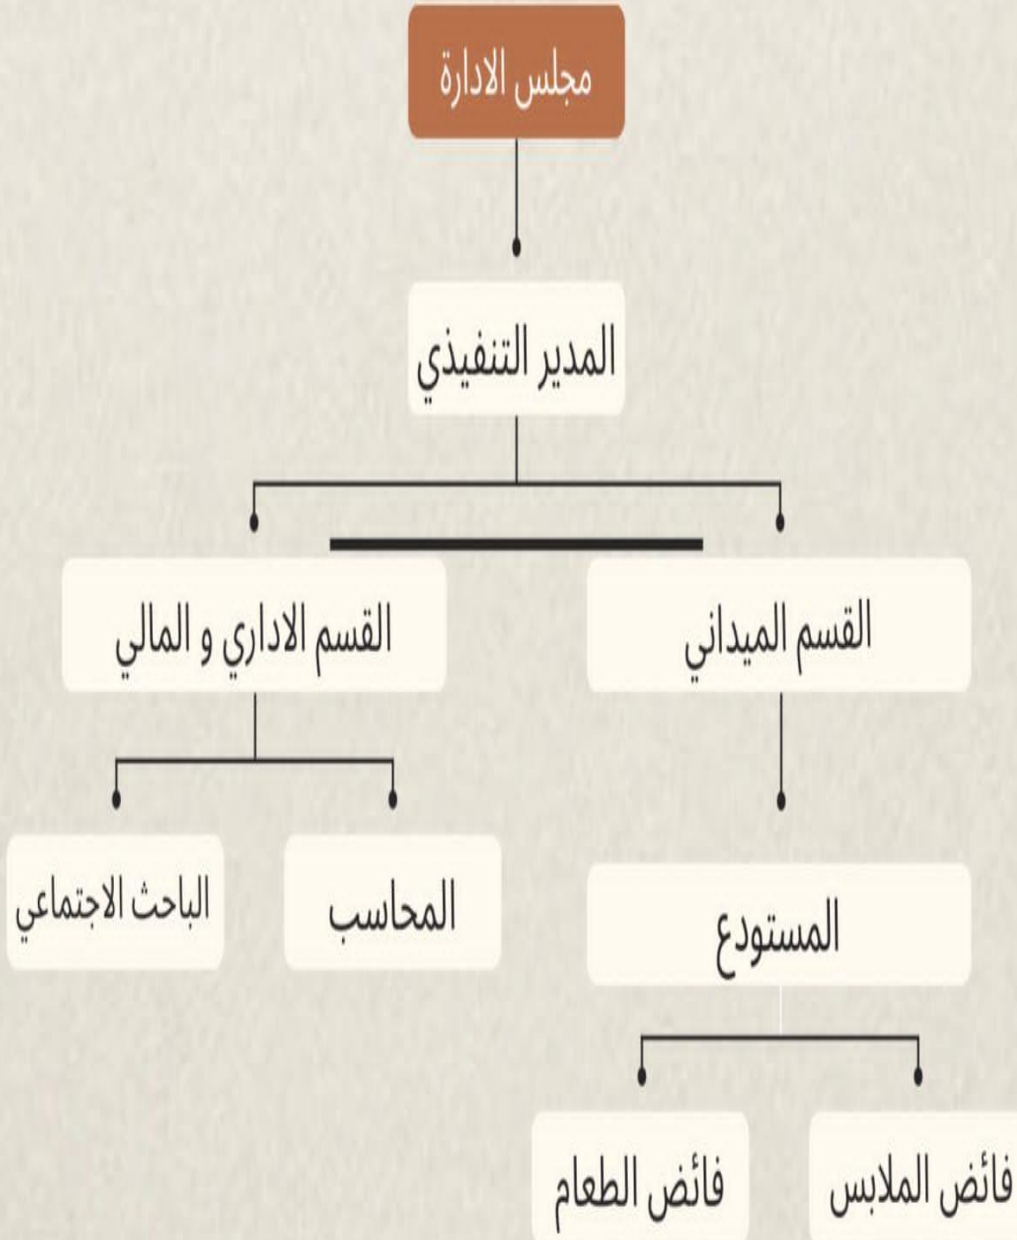 مجلس الادارة
المدير التنفيذي
القسم الميداني
القسم الاداري و المالي
المستودع
المحاسب
الباحث الاجتماعي
فائض الملابس
فائض الطعام